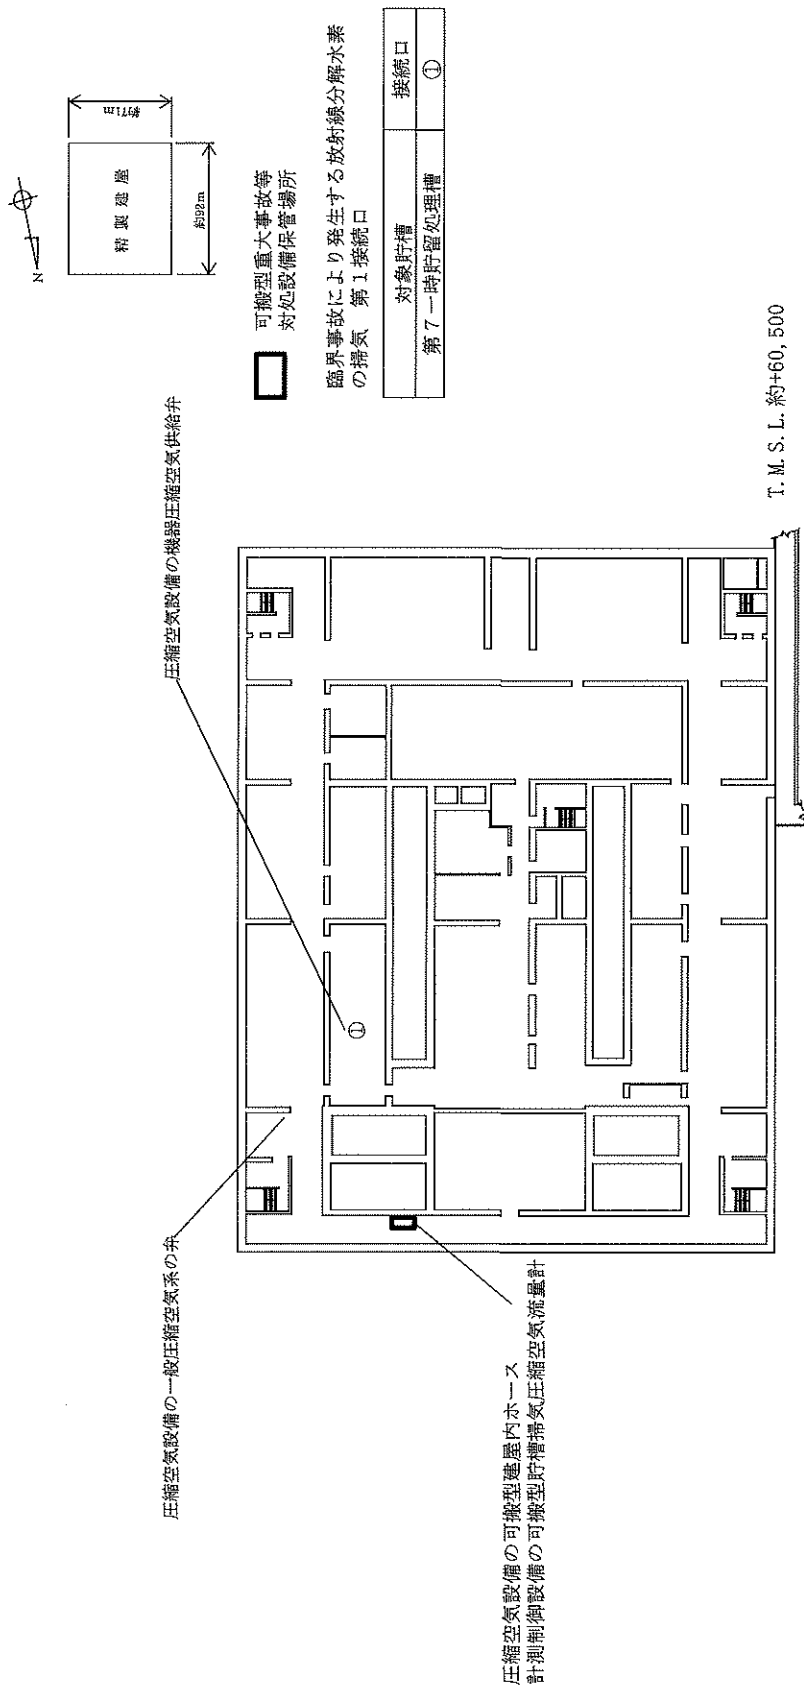 N
精製建屋
約92m
約71m
可搬型重大事故等
対処設備保管場所
臨界事故により発生する放射線分解水素
の掃気 第1接続口
対象貯槽 接続口
第7一時貯留処理槽 ①
圧縮空気設備の一般圧縮空気系の弁
圧縮空気設備の機器圧縮空気供給弁
①
圧縮空気設備の可搬型建屋内ホース
計測制御設備の可搬型貯槽掃気圧縮空気流量計
T.M.S.L.約+60,500